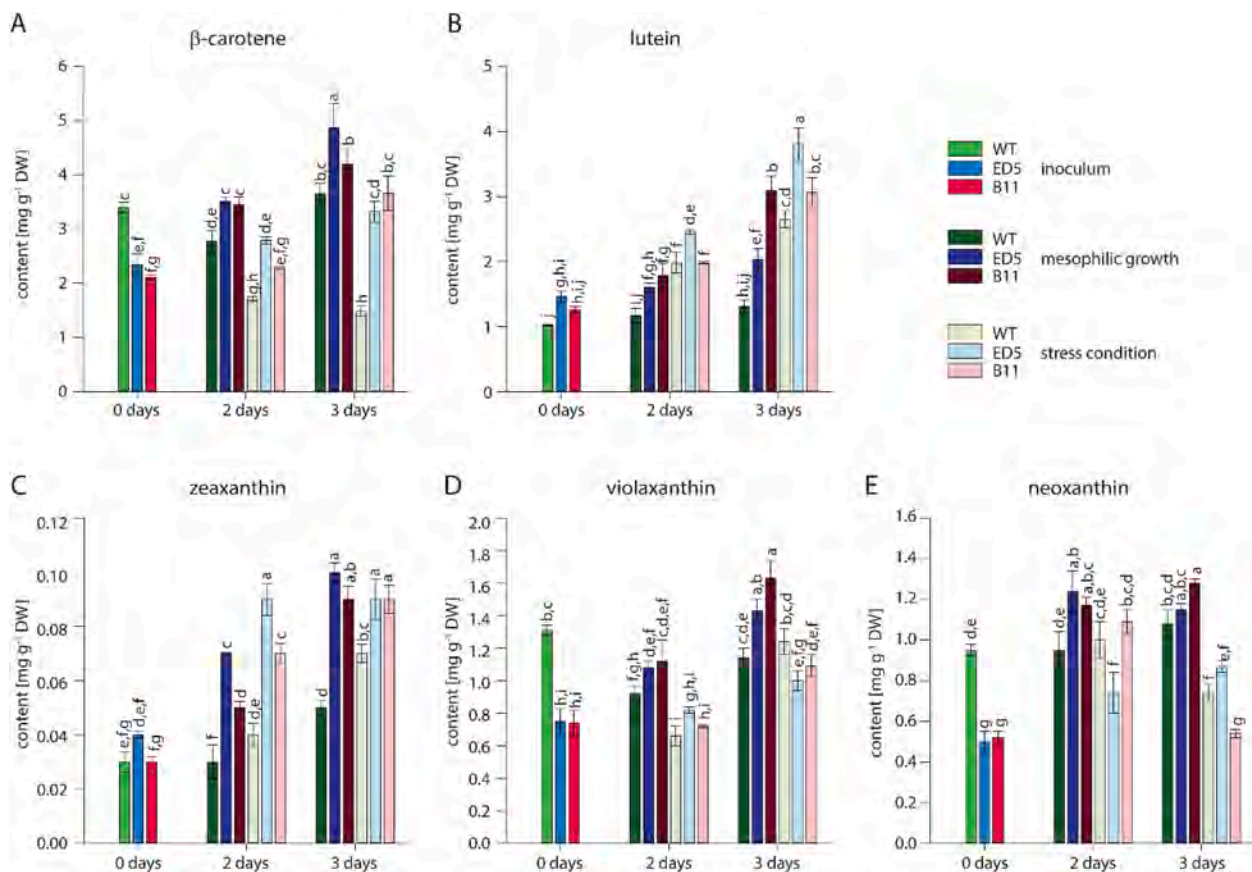 A
β-carotene
content [mg g⁻¹ DW]
6
5
4
3
2
1
0
c
e,f
f,g
d,e
c
c
g,h
d,e
e,f,g
b,c
a
b
h
c,d
b,c
0 days
2 days
3 days
B
lutein
content [mg g⁻¹ DW]
5
4
3
2
1
0
j
g,h,i
h,i,j
i,j
f,g,h
f,g
f
d,e
f
h,i,j
e,f
b
c,d
a
b,c
0 days
2 days
3 days
WT
ED5 inoculum
B11
WT
ED5 mesophilic growth
B11
WT
ED5 stress condition
B11
C
zeaxanthin
content [mg g⁻¹ DW]
0.12
0.10
0.08
0.06
0.04
0.02
0.00
e,f,g
d,e,f
f,g
f
c
d
d,e
a
c
d
a
a,b
b,c
a
a
0 days
2 days
3 days
D
violaxanthin
content [mg g⁻¹ DW]
2.0
1.8
1.6
1.4
1.2
1.0
0.8
0.6
0.4
0.2
0.0
b,c
h,i
h,i
f,g,h
d,e,f
c,d,e,f
i
g,h,i
h,i
c,d,e
a,b
a
b,c,d
e,f,g
d,e,f
0 days
2 days
3 days
E
neoxanthin
content [mg g⁻¹ DW]
1.6
1.4
1.2
1.0
0.8
0.6
0.4
0.2
0.0
d,e
g
g
d,e
a,b
a,b,c
c,d,e
f
b,c,d
b,c,d
a,b,c
a
f
e,f
g
0 days
2 days
3 days